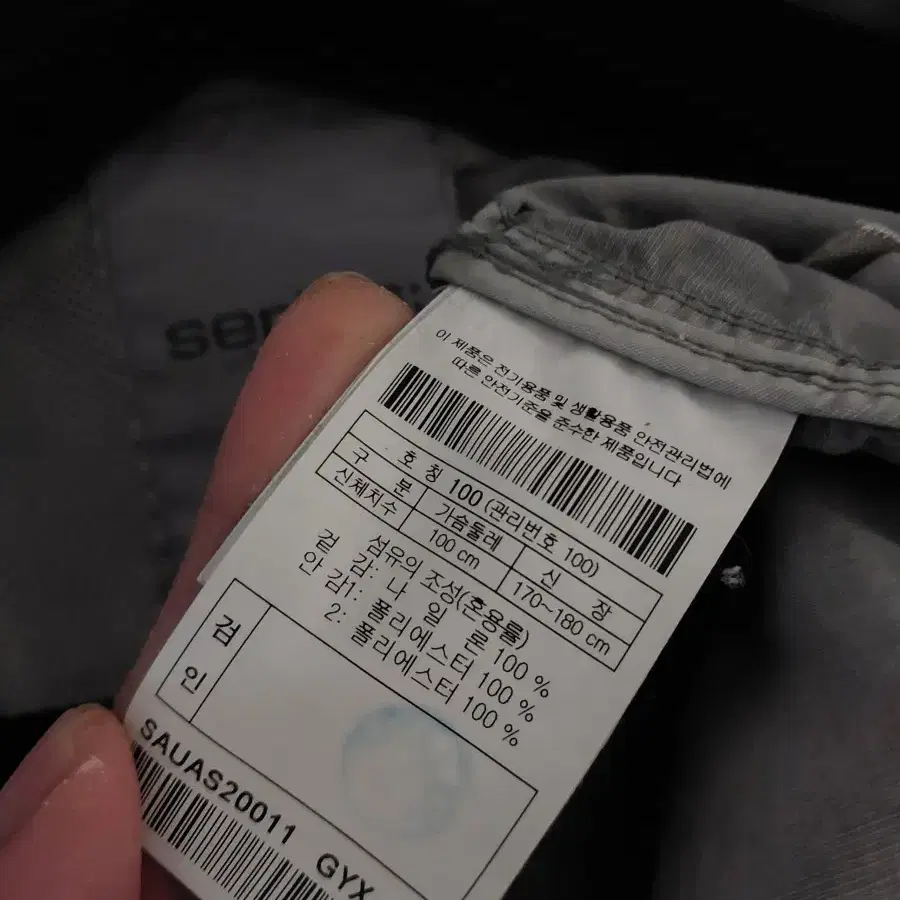 이 제품은 전기용품 및 생활용품 안전관리법에
따른 안전기준을 준수한 제품입니다
호 칭 100 (관리번호 100)
구 분 가슴둘레 신 장
신체치수 100 cm 170~180 cm
섬유의 조성(혼용률)
겉 감: 나 일 론 100 %
안 감1: 폴리에스터 100 %
2: 폴리에스터 100 %
검
인
SAUAS20011 GYX